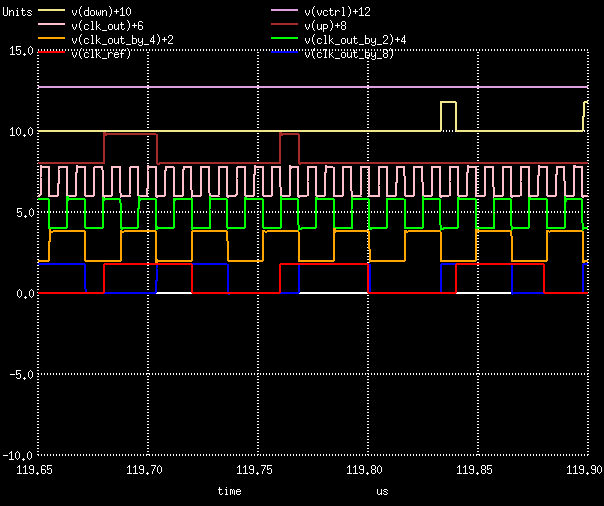 Units v(down)+10 v(vctrl)+12
v(clk_out)+6 v(up)+8
v(clk_out_by_4)+2 v(clk_out_by_2)+4
v(clk_ref) v(clk_out_by_8)
15.0
10.0
5.0
0.0
-5.0
-10.0
119.65 119.70 119.75 119.80 119.85 119.90
time us